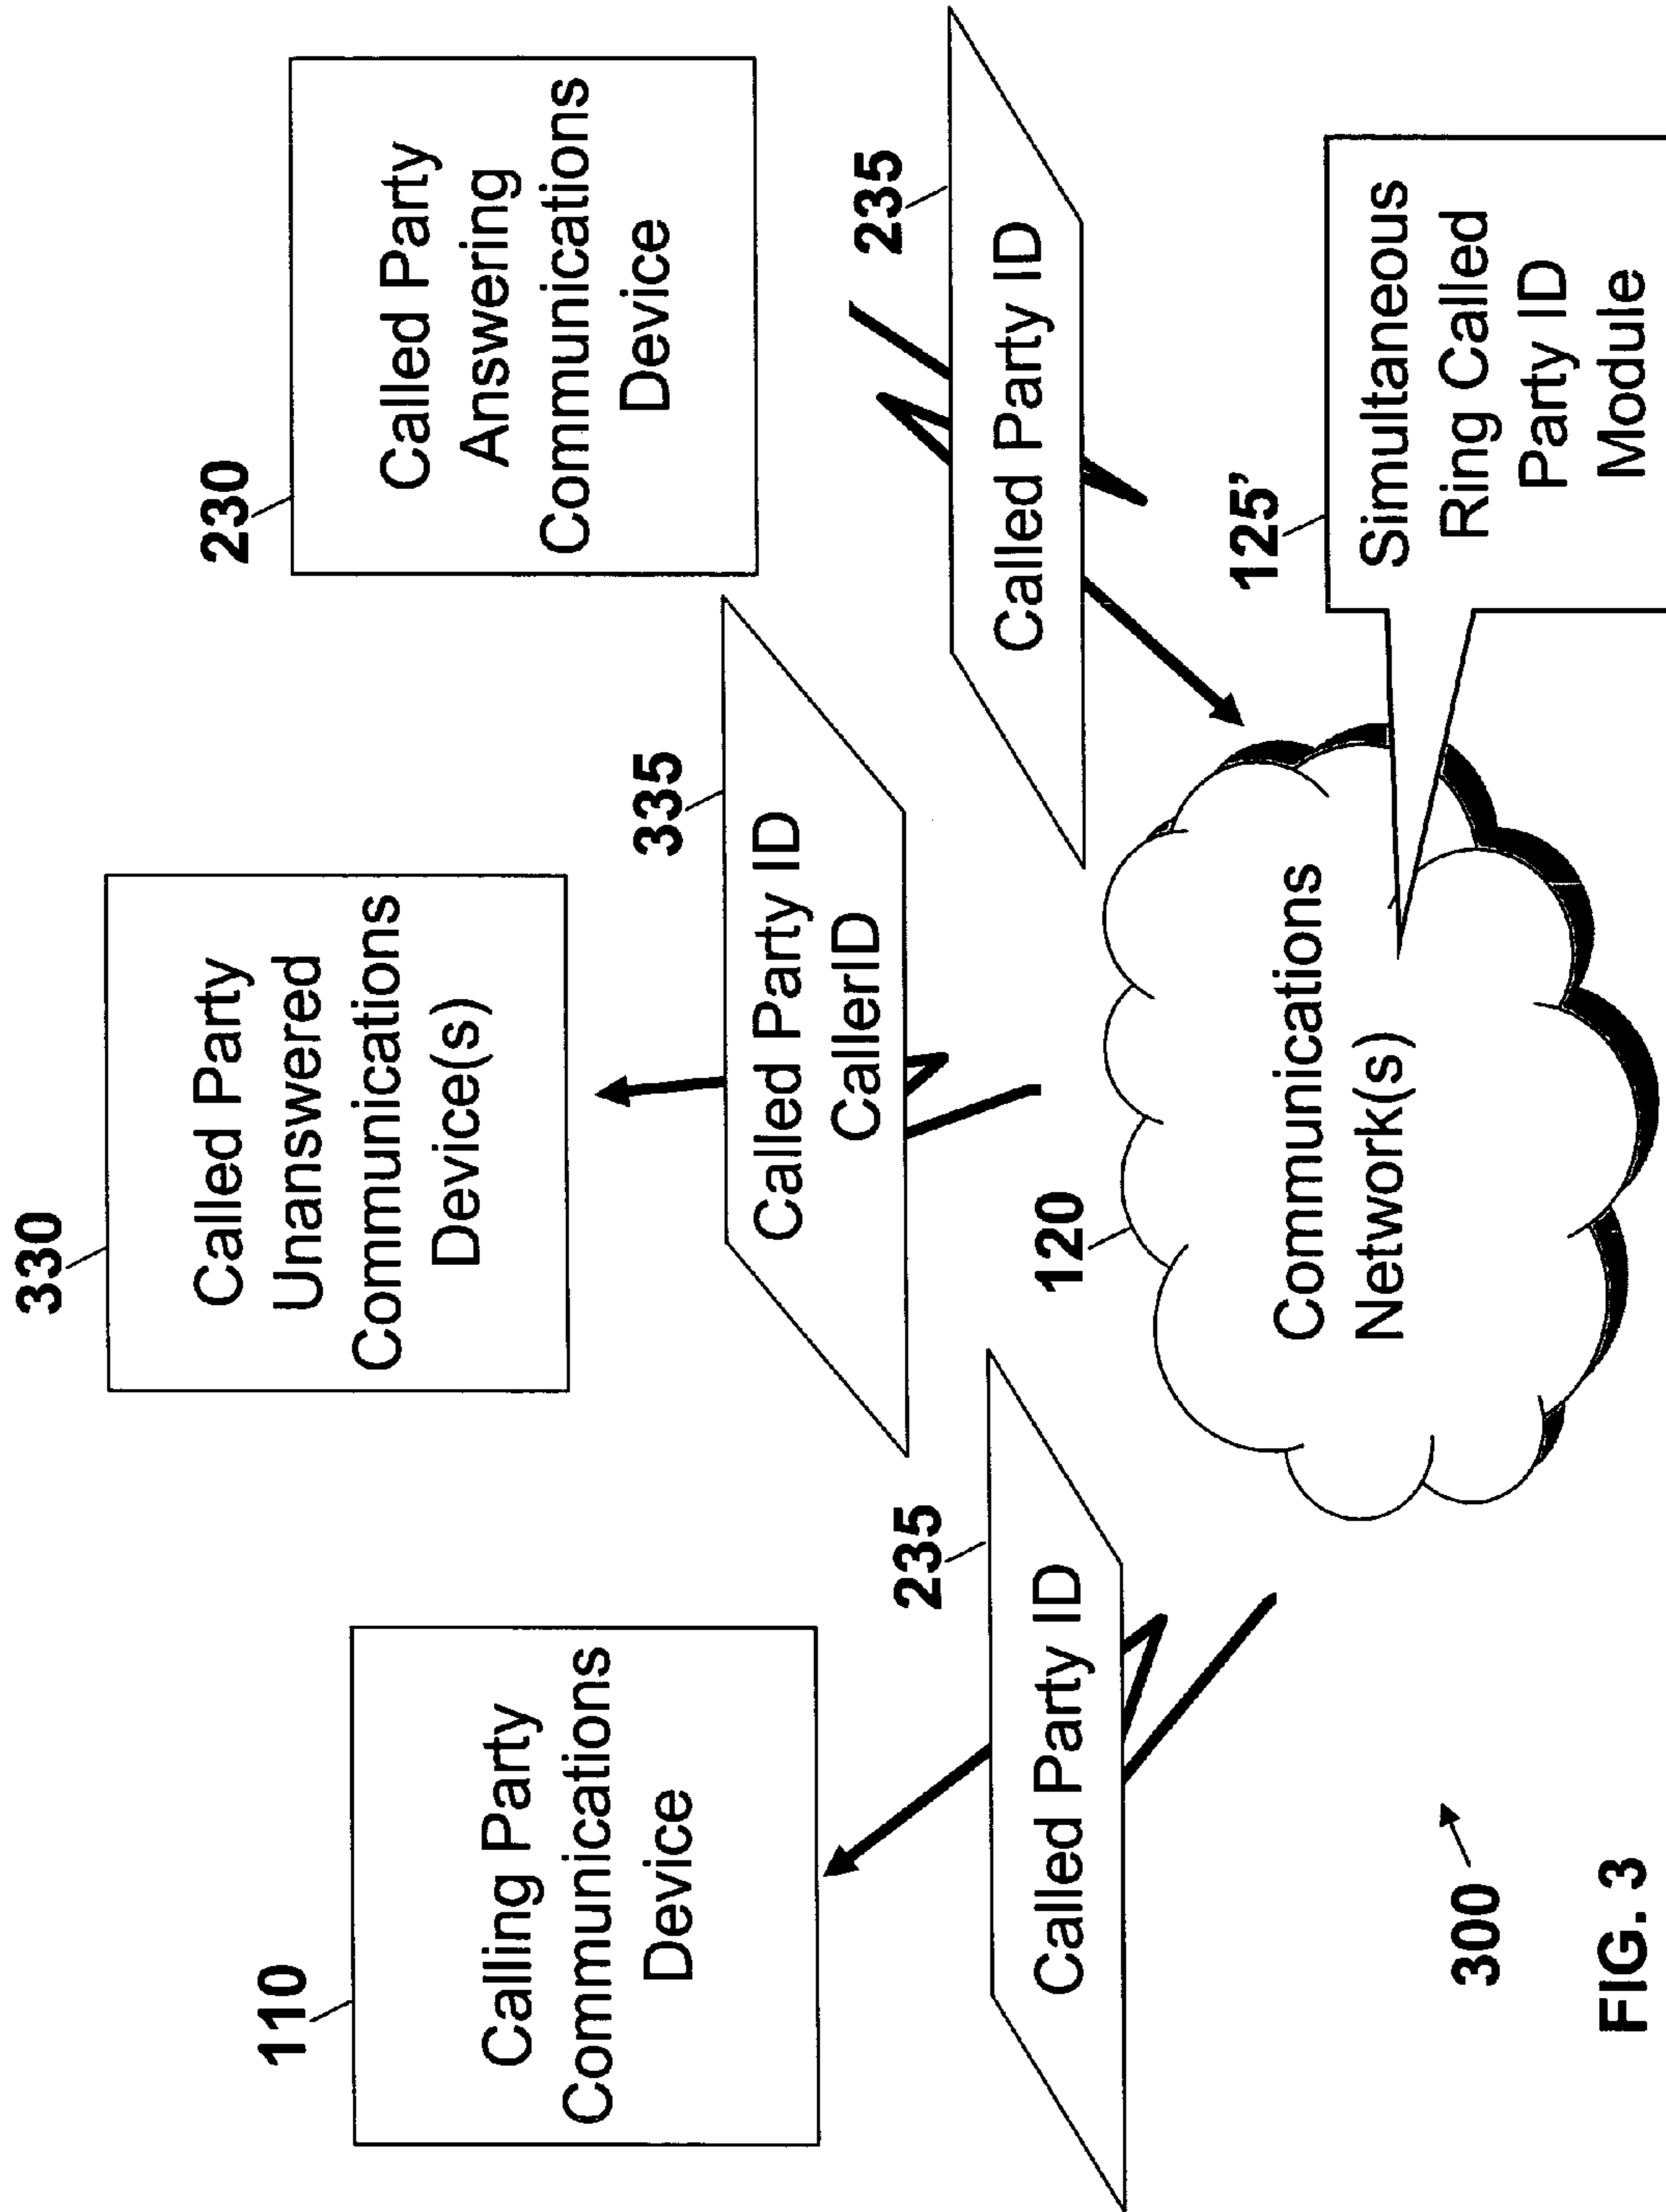 330
Called Party
Unanswered
Communications
Device(s)
230
Called Party
Answering
Communications
Device
110
Calling Party
Communications
Device
335
Called Party ID
CallerID
235
Called Party ID
235
Called Party ID
120
Communications
Network(s)
125’
Simultaneous
Ring Called
Party ID
Module
300
FIG. 3